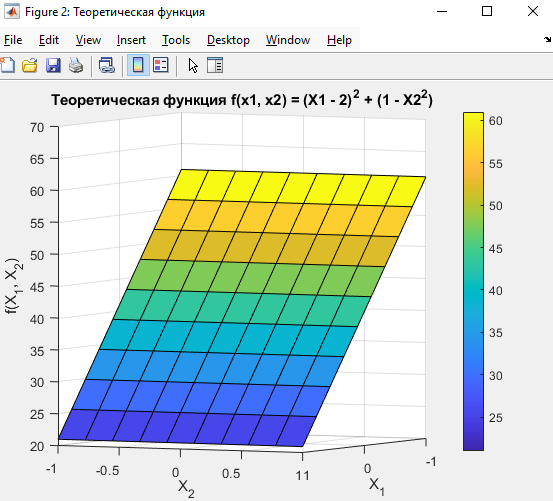 Figure 2: Теоретическая функция
File Edit View Insert Tools Desktop Window Help
Теоретическая функция f(x1, x2) = (X1 - 2)² + (1 - X2²)
70
65
60
55
50
45
40
35
30
25
20
f(X₁, X₂)
-1 -0.5 0 0.5 1
X₂
1 0 -1
X₁
60
55
50
45
40
35
30
25